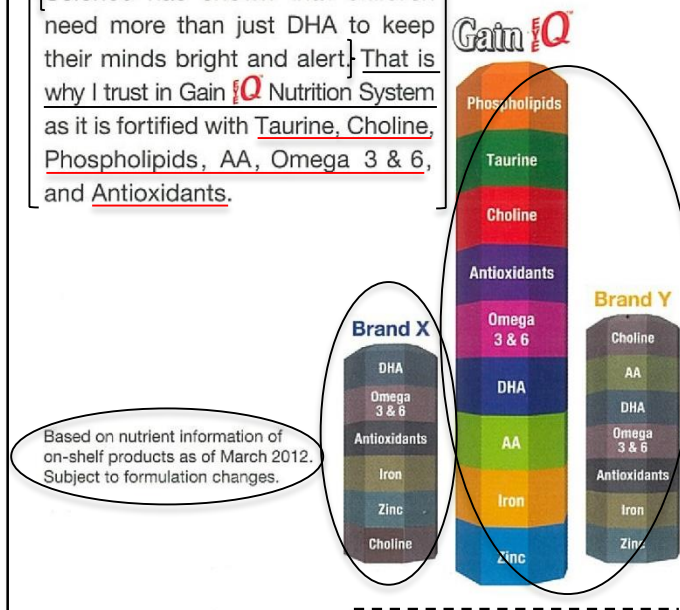 need more than just DHA to keep
their minds bright and alert. That is
why I trust in Gain EYE Q Nutrition System
as it is fortified with Taurine, Choline,
Phospholipids, AA, Omega 3 & 6,
and Antioxidants.
Gain EYE Q™
Phospholipids
Taurine
Choline
Antioxidants
Omega
3 & 6
DHA
AA
Iron
Zinc
Brand X
DHA
Omega
3 & 6
Antioxidants
Iron
Zinc
Choline
Brand Y
Choline
AA
DHA
Omega
3 & 6
Antioxidants
Iron
Zinc
Based on nutrient information of
on-shelf products as of March 2012.
Subject to formulation changes.